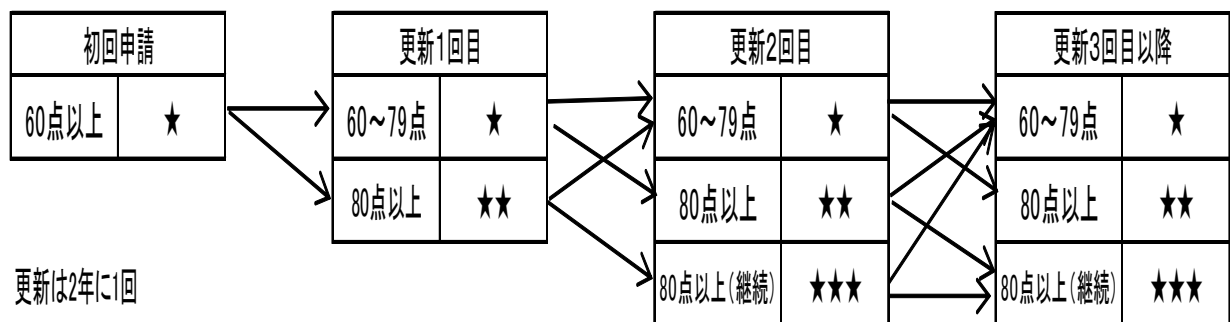 初回申請
60点以上 ★
更新は2年に1回
更新1回目
60～79点 ★
80点以上 ★★
更新2回目
60～79点 ★
80点以上 ★★
80点以上(継続) ★★★
更新3回目以降
60～79点 ★
80点以上 ★★
80点以上(継続) ★★★